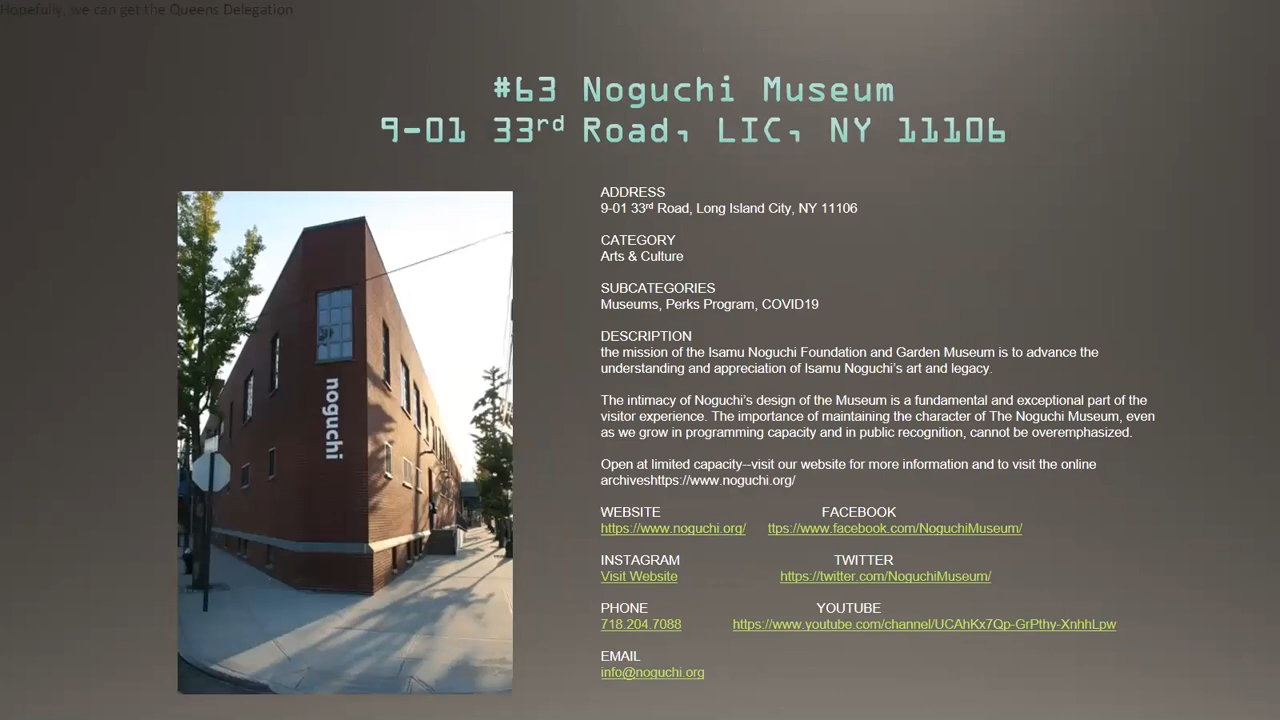 Hopefully, we can get the Queens Delegation
#63 Noguchi Museum
9-01 33rd Road, LIC, NY 11106
noguchi
ADDRESS
9-01 33rd Road, Long Island City, NY 11106
CATEGORY
Arts & Culture
SUBCATEGORIES
Museums, Perks Program, COVID19
DESCRIPTION
the mission of the Isamu Noguchi Foundation and Garden Museum is to advance the
understanding and appreciation of Isamu Noguchi's art and legacy.
The intimacy of Noguchi's design of the Museum is a fundamental and exceptional part of the
visitor experience. The importance of maintaining the character of The Noguchi Museum, even
as we grow in programming capacity and in public recognition, cannot be overemphasized.
Open at limited capacity--visit our website for more information and to visit the online
archiveshttps://www.noguchi.org/
WEBSITE FACEBOOK
https://www.noguchi.org/ ttps://www.facebook.com/NoguchiMuseum/
INSTAGRAM TWITTER
Visit Website https://twitter.com/NoguchiMuseum/
PHONE YOUTUBE
718.204.7088 https://www.youtube.com/channel/UCAhKx7Qp-GrPthy-XnhhLpw
EMAIL
info@noguchi.org